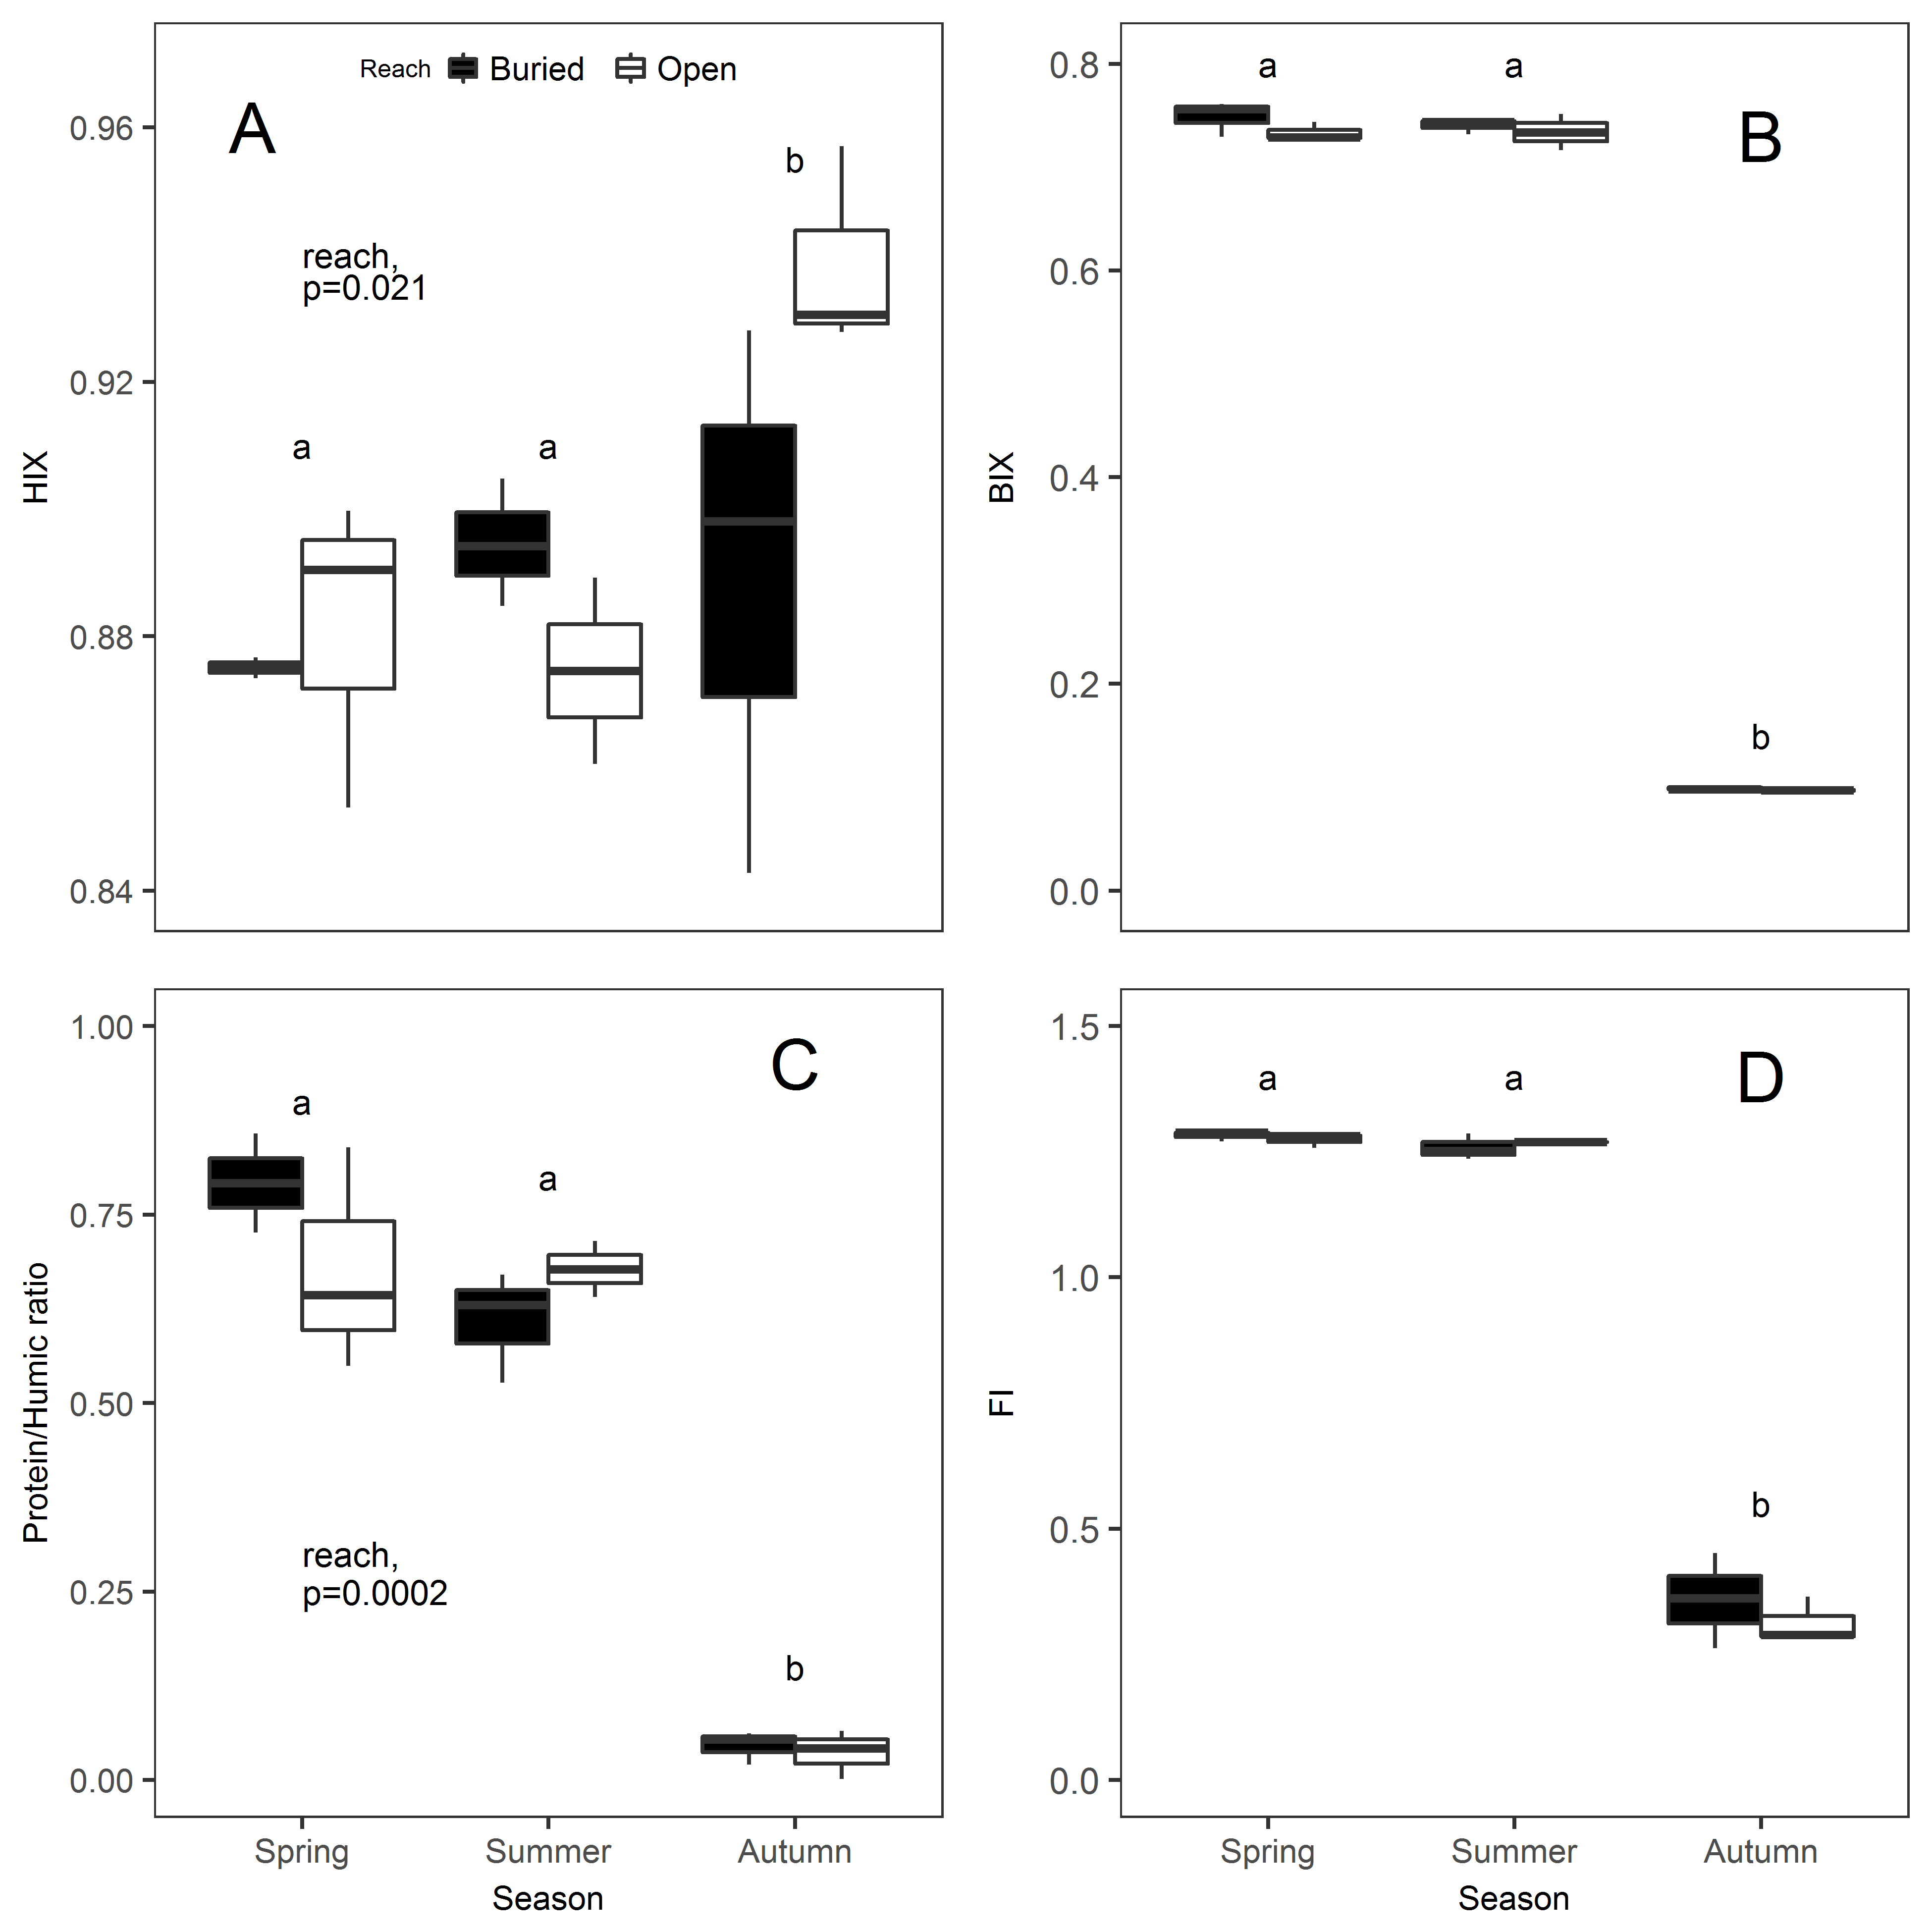 Reach Buried Open
A
0.96
0.92
0.88
0.84
HIX
reach,
p=0.021
a
a
b
B
0.8
0.6
0.4
0.2
0.0
BIX
a
a
b
C
1.00
0.75
0.50
0.25
0.00
Protein/Humic ratio
a
a
b
reach,
p=0.0002
Spring Summer Autumn
Season
D
1.5
1.0
0.5
0.0
FI
a
a
b
Spring Summer Autumn
Season